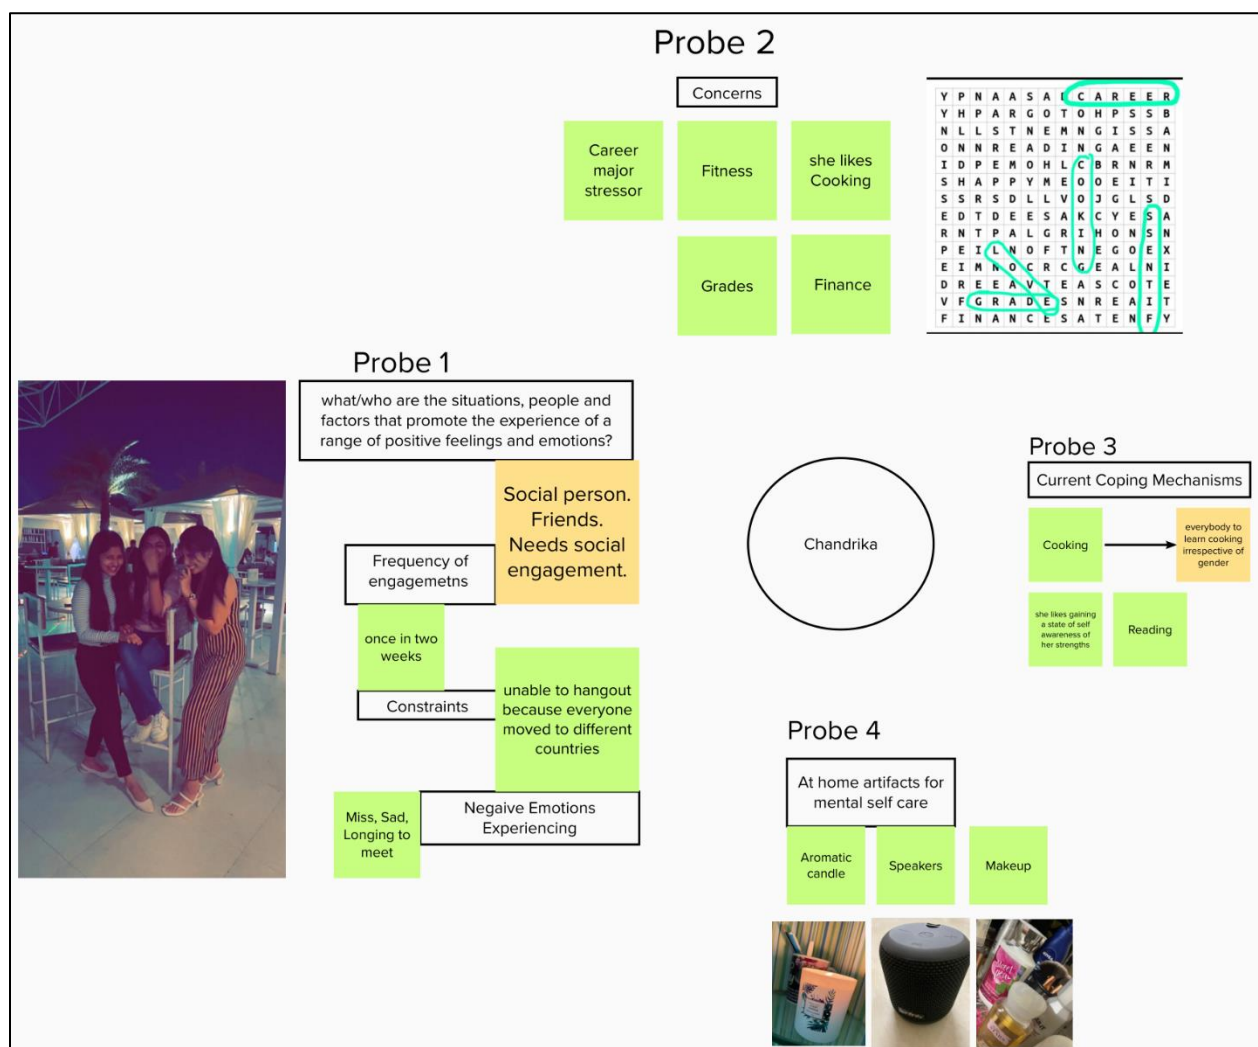 Probe 2
Concerns
Career
major
stressor
Fitness
she likes
Cooking
Grades
Finance
Y P N A A S A C A R E E R
Y H P A R G O T O H P S S B
N L L S T N E M N G I S S A
O N N R E A D I N G A E E N
I D P E M O H L C B R N R M
S H A P P Y M E O O E I T I
S S R S D L L V O J G L S D
E D T D E E S A K C Y E S A
R N T P A L G R I H O N S N
P E I L N O F T N E G O E X
E I M N O C R C G E A L N I
D R E E A V T E A S C O T E
V F G R A D E S N R E A I T
F I N A N C E S A T E N F Y
Probe 1
what/who are the situations, people and
factors that promote the experience of a
range of positive feelings and emotions?
Social person.
Friends.
Needs social
engagement.
Frequency of
engagemetns
once in two
weeks
Constraints
unable to hangout
because everyone
moved to different
countries
Negaive Emotions
Experiencing
Miss, Sad,
Longing to
meet
Chandrika
Probe 3
Current Coping Mechanisms
Cooking
everybody to
learn cooking
irrespective of
gender
she likes gaining
a state of self
awareness of
her strengths
Reading
Probe 4
At home artifacts for
mental self care
Aromatic
candle
Speakers
Makeup